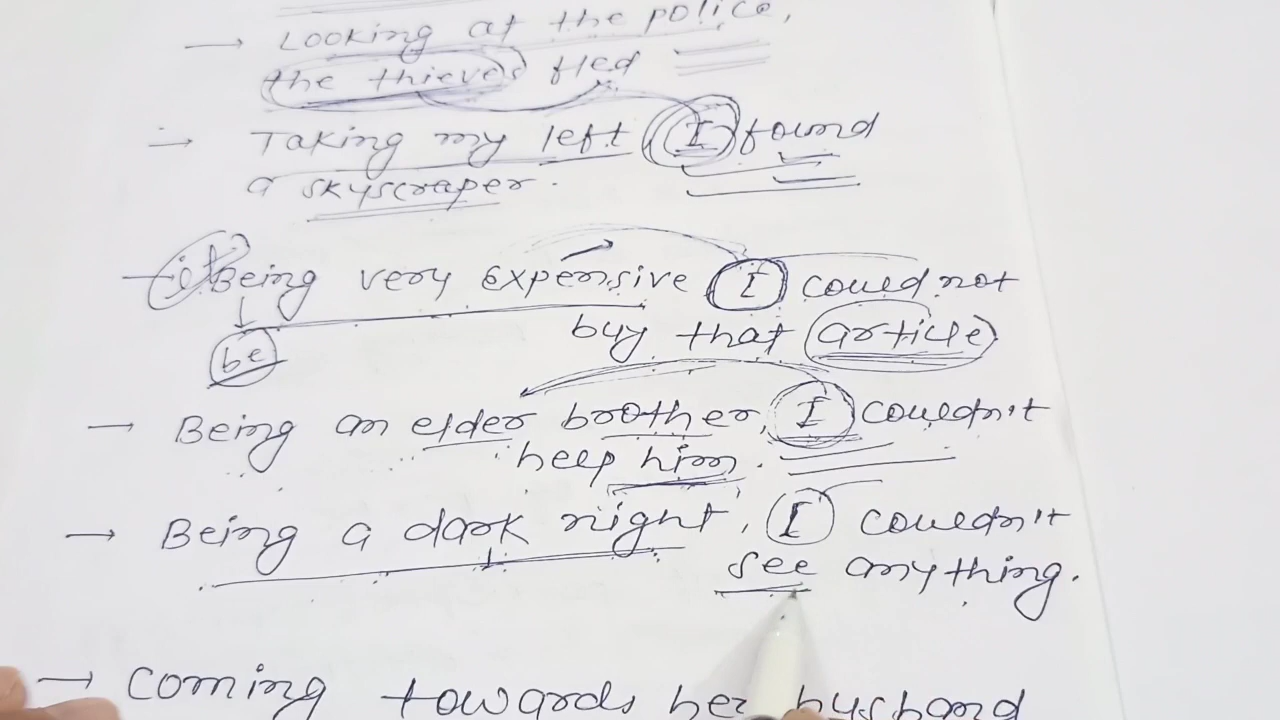 → Looking at the police,
the thieves fled
→ Taking my left I found
a skyscraper.
it Being very expensive I could not
be
buy that article
→ Being an elder brother, I couldn't
help him.
→ Being a dark night, I couldn't
see anything.
→ Coming towards her husband